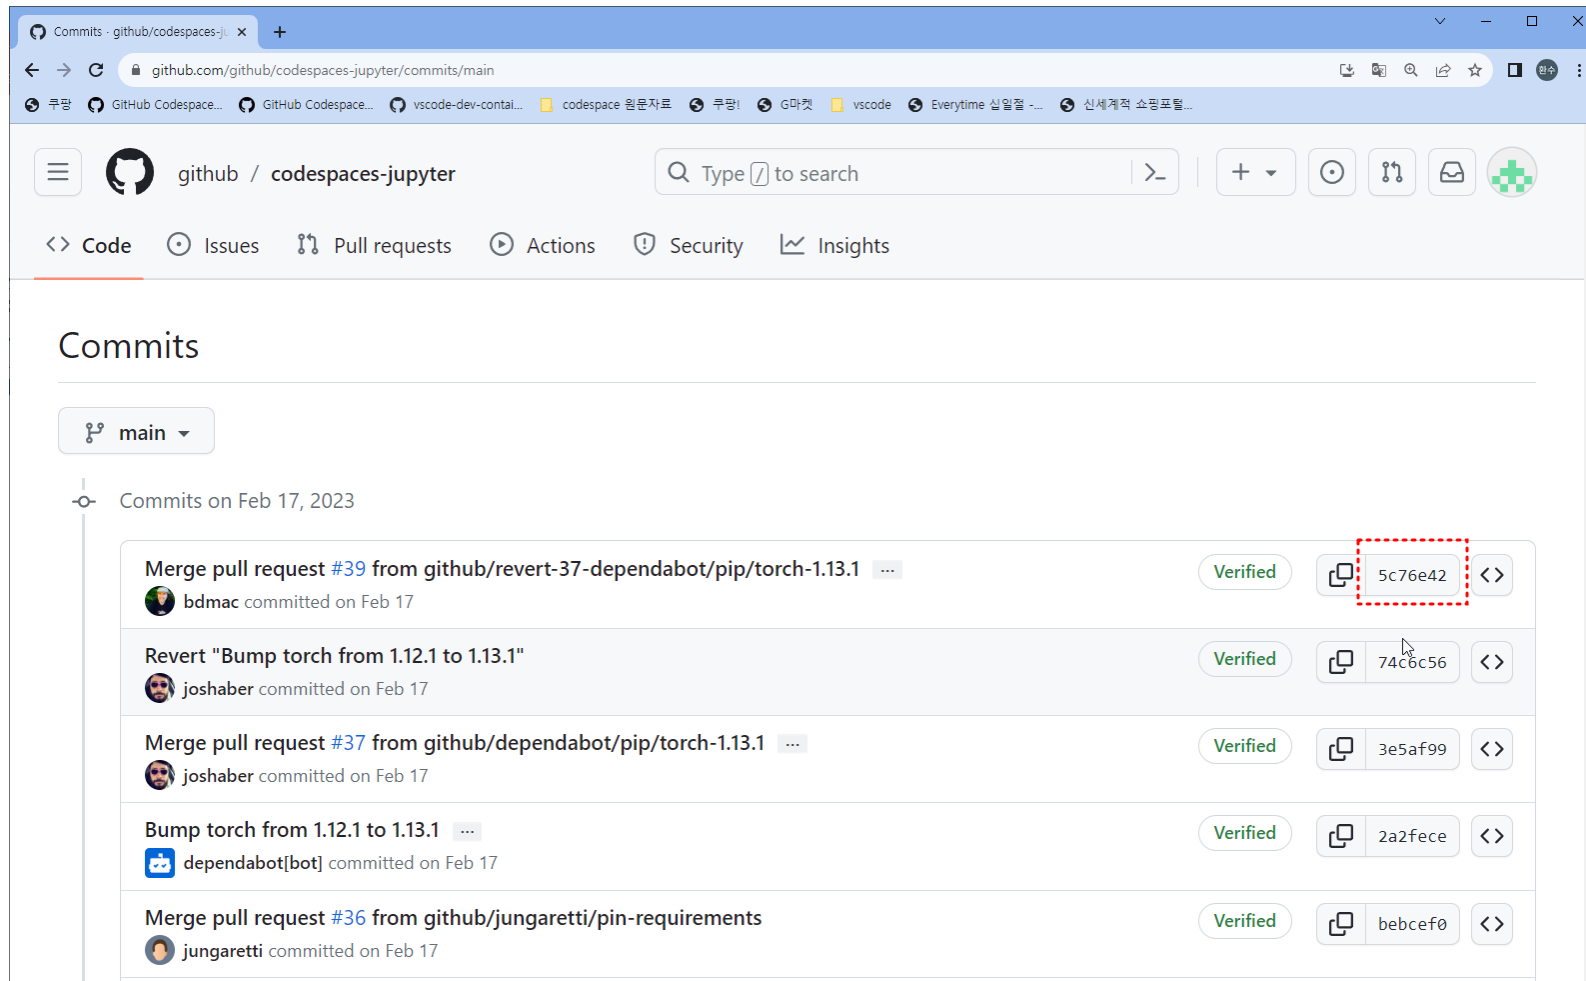 Commits · github/codespaces-ju
github.com/github/codespaces-jupyter/commits/main
환수
쿠팡 GitHub Codespace... GitHub Codespace... vscode-dev-contai... codespace 원문자료 쿠팡! G마켓 vscode Everytime 십일절 -... 신세계적 쇼핑포털...
github / codespaces-jupyter
Type / to search
Code Issues Pull requests Actions Security Insights
Commits
main
Commits on Feb 17, 2023
Merge pull request #39 from github/revert-37-dependabot/pip/torch-1.13.1 ...
Verified 5c76e42
bdmac committed on Feb 17
Revert "Bump torch from 1.12.1 to 1.13.1"
Verified 74c6c56
joshaber committed on Feb 17
Merge pull request #37 from github/dependabot/pip/torch-1.13.1 ...
Verified 3e5af99
joshaber committed on Feb 17
Bump torch from 1.12.1 to 1.13.1 ...
Verified 2a2fece
dependabot[bot] committed on Feb 17
Merge pull request #36 from github/jungaretti/pin-requirements
Verified bebcef0
jungaretti committed on Feb 17